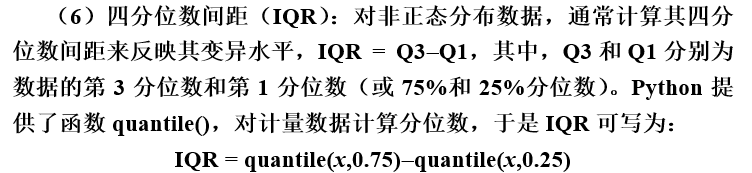 （6）四分位数间距（IQR）：对非正态分布数据，通常计算其四分
位数间距来反映其变异水平，IQR = Q3–Q1，其中，Q3 和 Q1 分别为
数据的第 3 分位数和第 1 分位数（或 75%和 25%分位数）。Python 提
供了函数 quantile()，对计量数据计算分位数，于是 IQR 可写为：
IQR = quantile(x,0.75)–quantile(x,0.25)